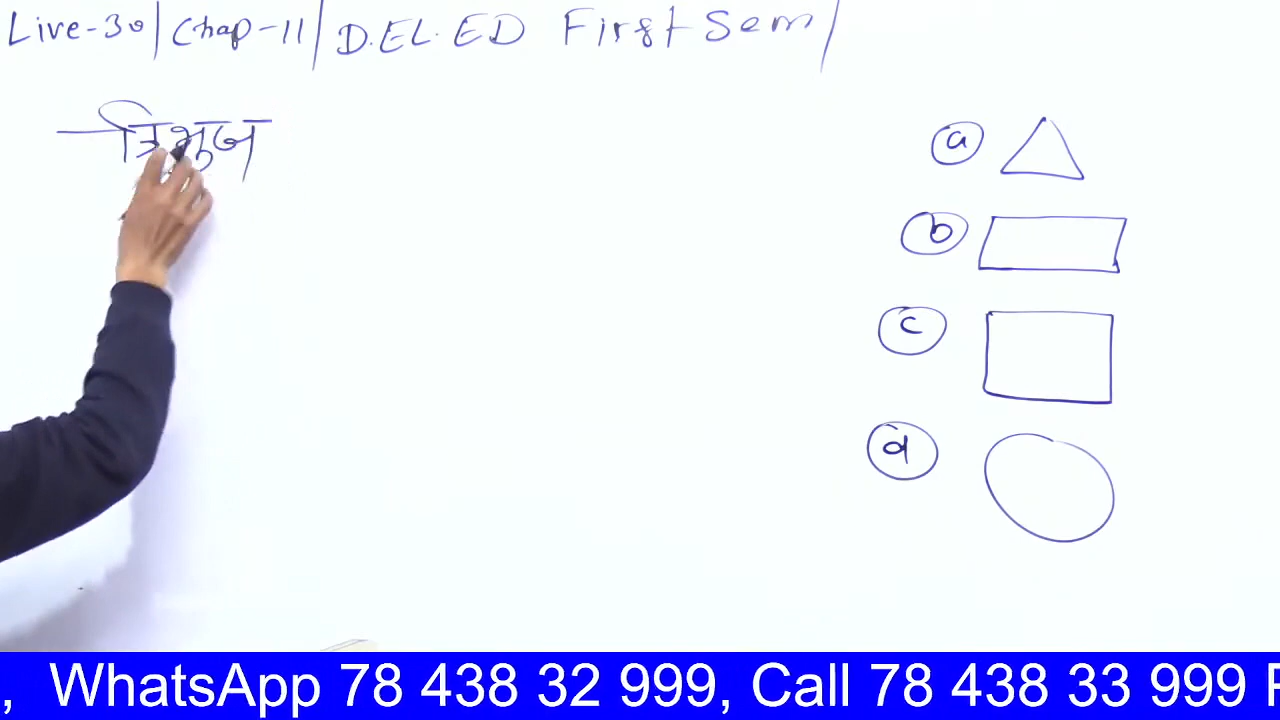 Live-30/Chap-11/D.EL.ED First Sem/
त्रिभुज
a
b
c
d
, WhatsApp 78 438 32 999, Call 78 438 33 999 P